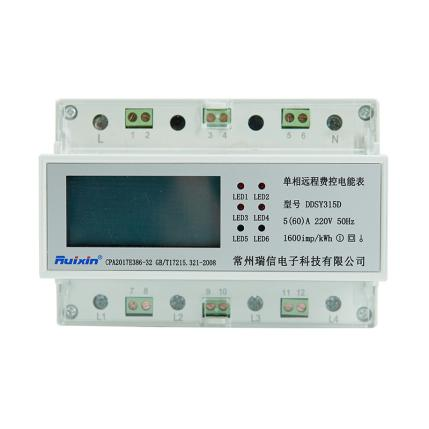 L 1 2 3 4 5 6 N
LED1 LED2
LED3 LED4
LED5 LED6
单相远程费控电能表
型号 DDSY315D
5(60)A 220V 50Hz
1600imp/kWh
Ruixin®
CPA2017E386-32 GB/T17215.321-2008
常州瑞信电子科技有限公司
7 8 9 10 11 12
L1 L2 L3 L4